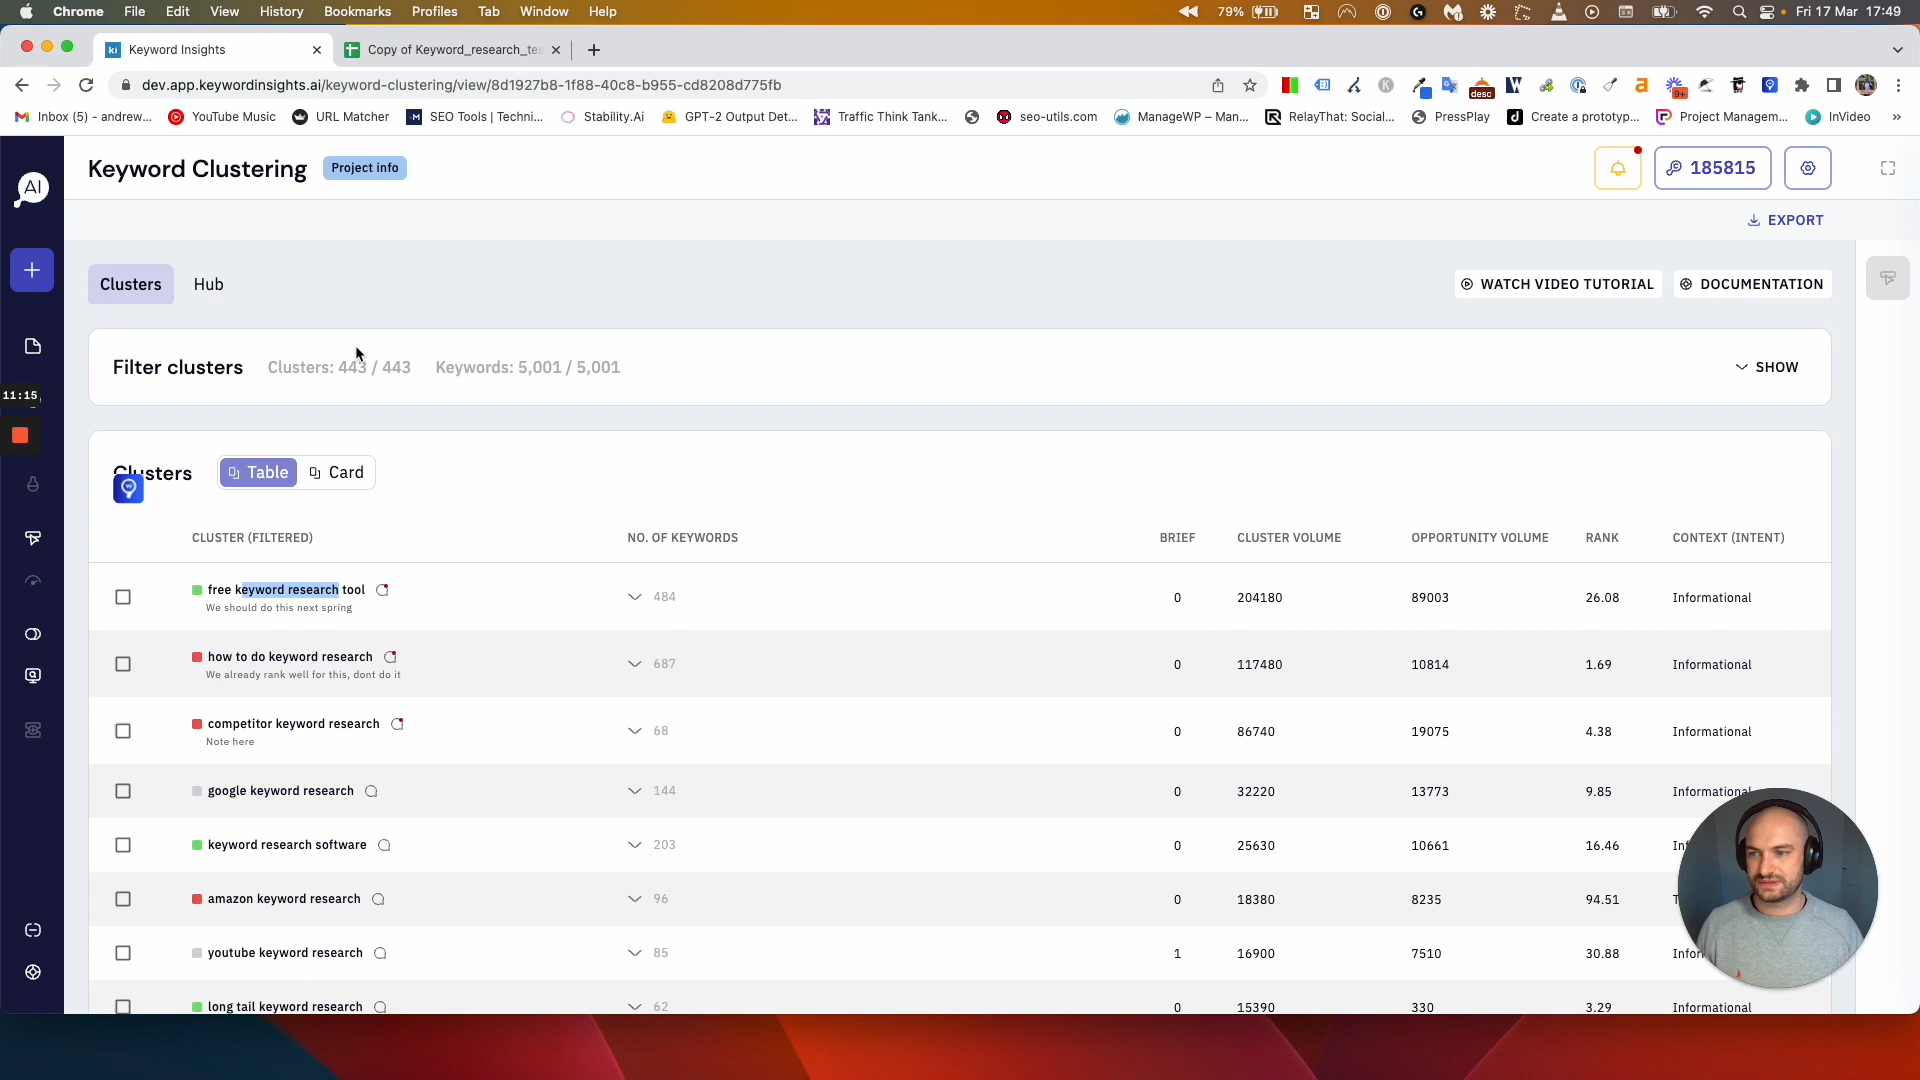 Chrome File Edit View History Bookmarks Profiles Tab Window Help 79% Fri 17 Mar 17:49
ki Keyword Insights Copy of Keyword_research_tes
dev.app.keywordinsights.ai/keyword-clustering/view/8d1927b8-1f88-40c8-b955-cd8208d775fb desc 9+
Inbox (5) - andrew... YouTube Music URL Matcher SEO Tools | Techni... Stability.Ai GPT-2 Output Det... Traffic Think Tank... seo-utils.com ManageWP – Man... RelayThat: Social... PressPlay Create a prototyp... Project Managem... InVideo »
AI Keyword Clustering Project info 185815
EXPORT
Clusters Hub WATCH VIDEO TUTORIAL DOCUMENTATION
Filter clusters Clusters: 443 / 443 Keywords: 5,001 / 5,001 SHOW
11:15
Clusters Table Card
CLUSTER (FILTERED) NO. OF KEYWORDS BRIEF CLUSTER VOLUME OPPORTUNITY VOLUME RANK CONTEXT (INTENT)
free keyword research tool 484 0 204180 89003 26.08 Informational
We should do this next spring
how to do keyword research 687 0 117480 10814 1.69 Informational
We already rank well for this, dont do it
competitor keyword research 68 0 86740 19075 4.38 Informational
Note here
google keyword research 144 0 32220 13773 9.85 Informational
keyword research software 203 0 25630 10661 16.46
amazon keyword research 96 0 18380 8235 94.51
youtube keyword research 85 1 16900 7510 30.88
long tail keyword research 62 0 15390 330 3.29 Informational